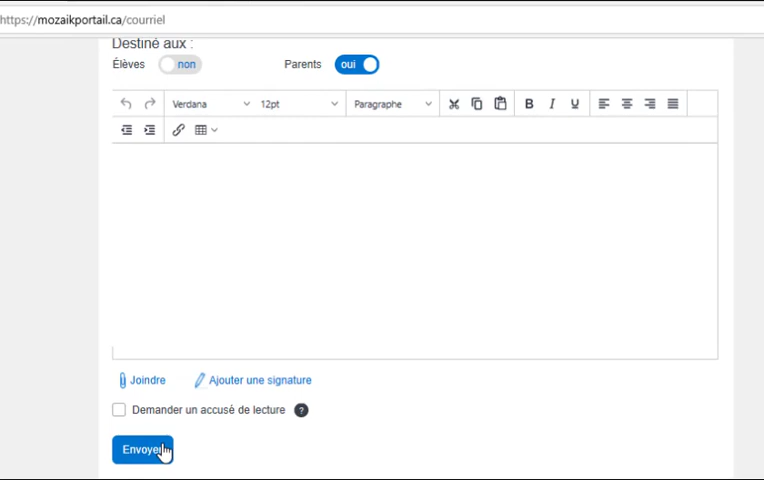 https://mozaikportail.ca/courriel
Destiné aux :
Élèves non Parents oui
Verdana 12pt Paragraphe B I U
Joindre Ajouter une signature
Demander un accusé de lecture ?
Envoyer